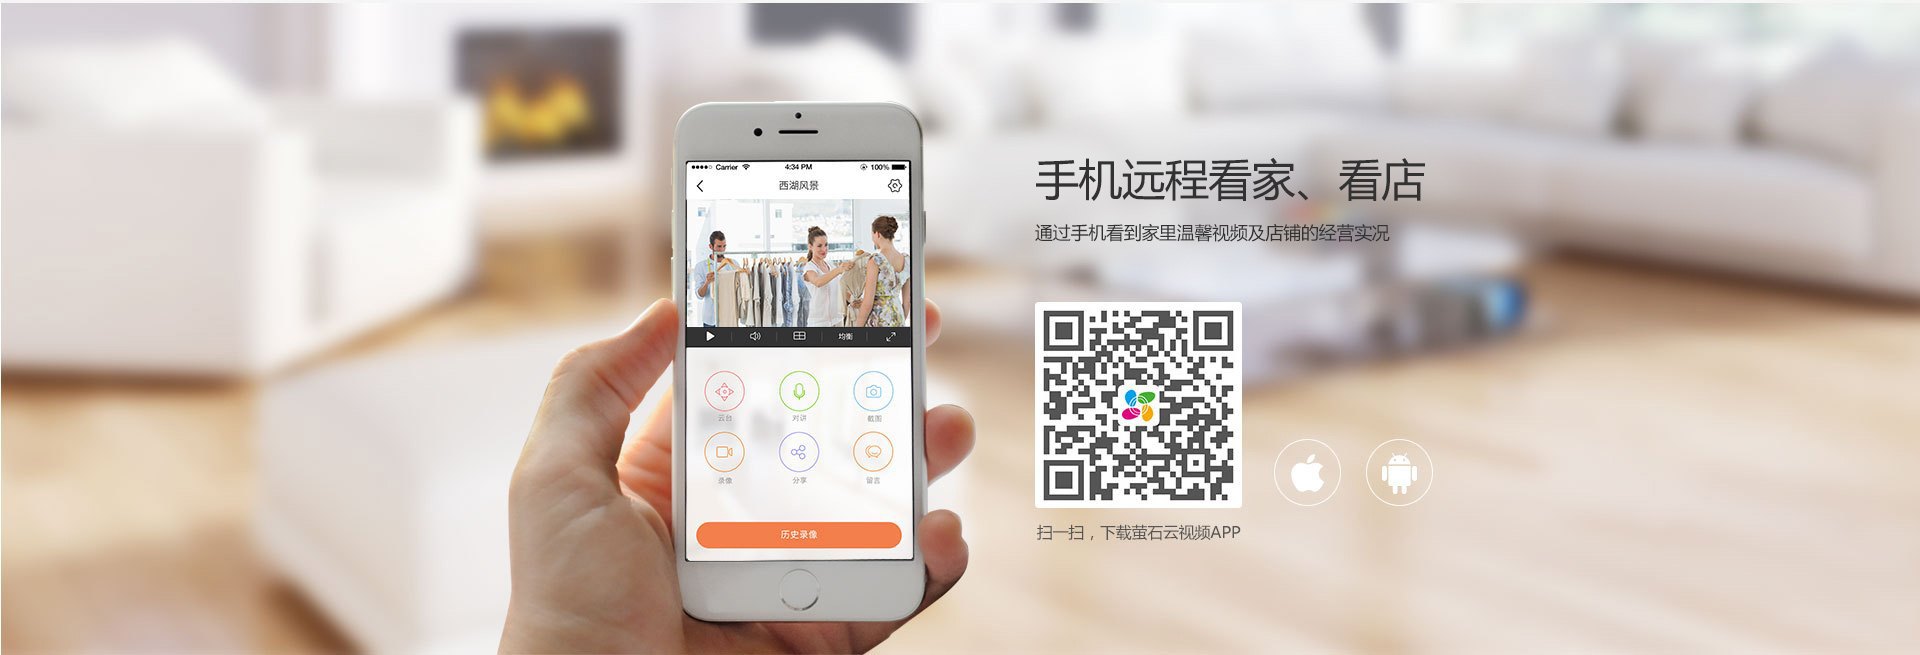 Carrier 4:34 PM 100%
西湖风景
均衡
云台 对讲 截图
录像 分享 留言
历史录像
手机远程看家、看店
通过手机看到家里温馨视频及店铺的经营实况
扫一扫，下载萤石云视频APP